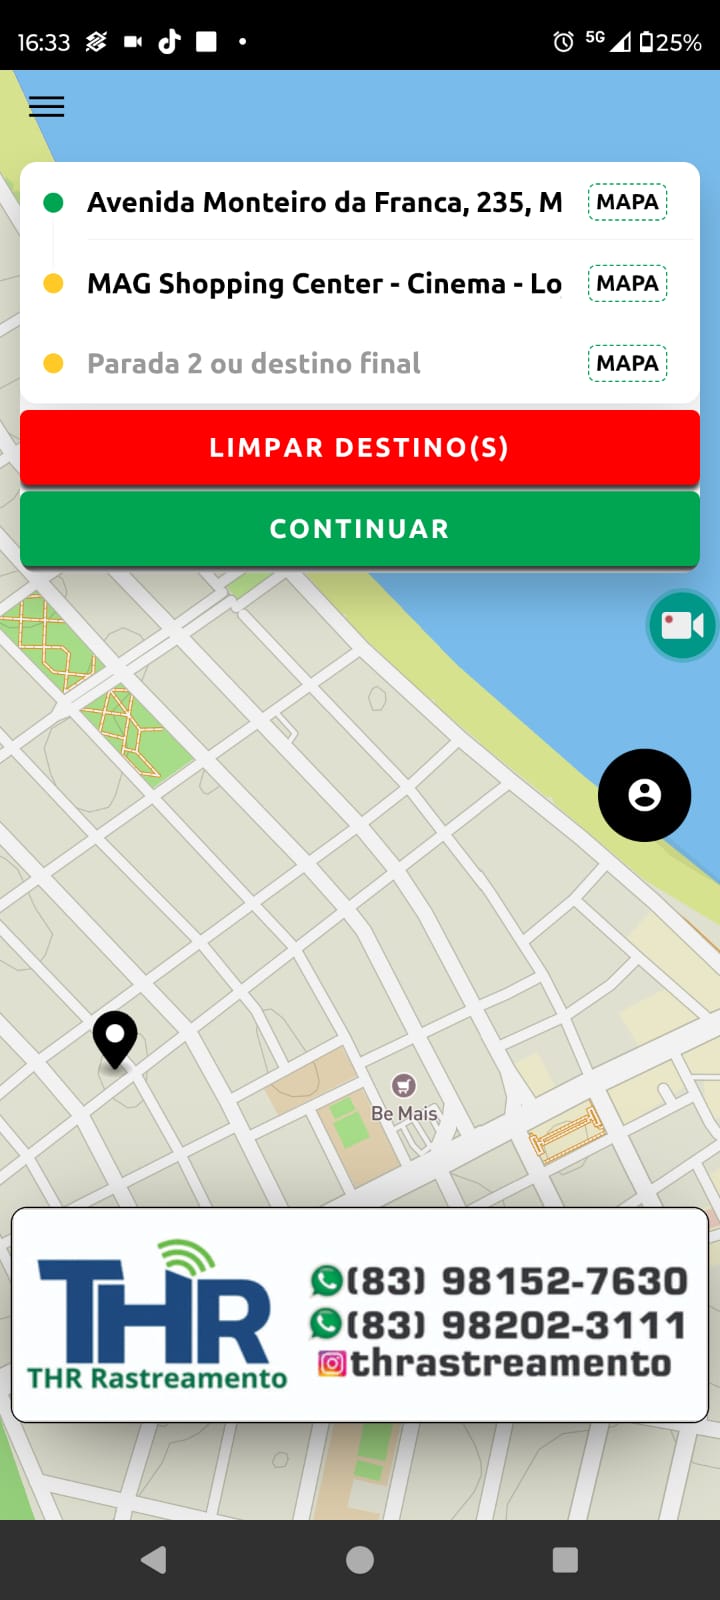 16:33
5G
25%
Avenida Monteiro da Franca, 235, M
MAPA
MAG Shopping Center - Cinema - Lo
MAPA
Parada 2 ou destino final
MAPA
LIMPAR DESTINO(S)
CONTINUAR
Be Mais
THR
THR Rastreamento
(83) 98152-7630
(83) 98202-3111
thrastreamento